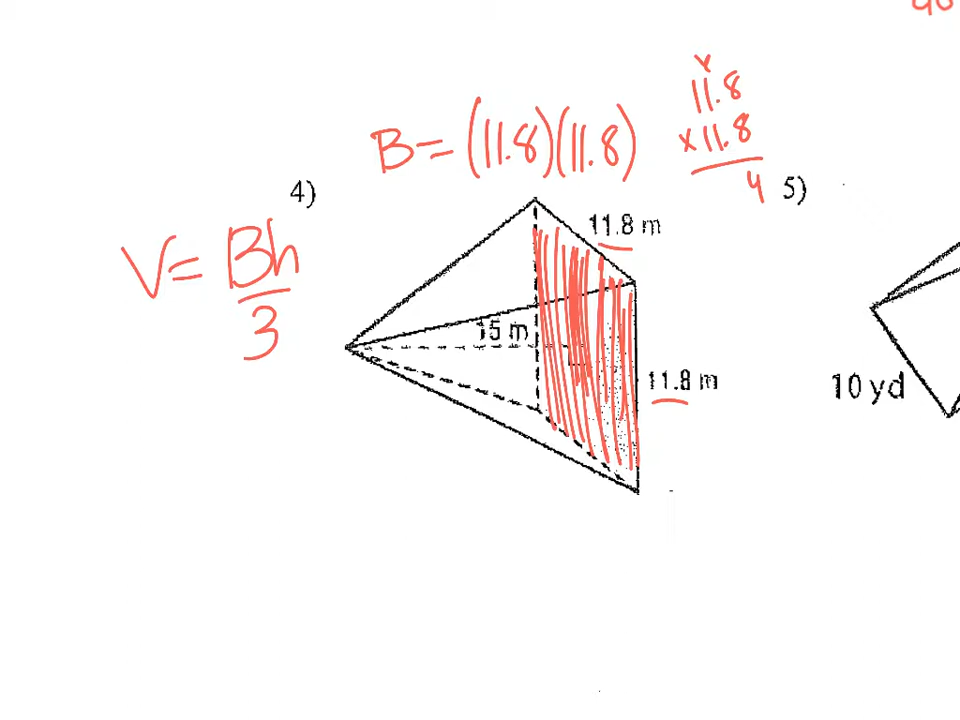 B= (11.8)(11.8)
11.8
x11.8
4
4)
5)
11.8 m
V= Bh
3
15 m
11.8 m
10 yd